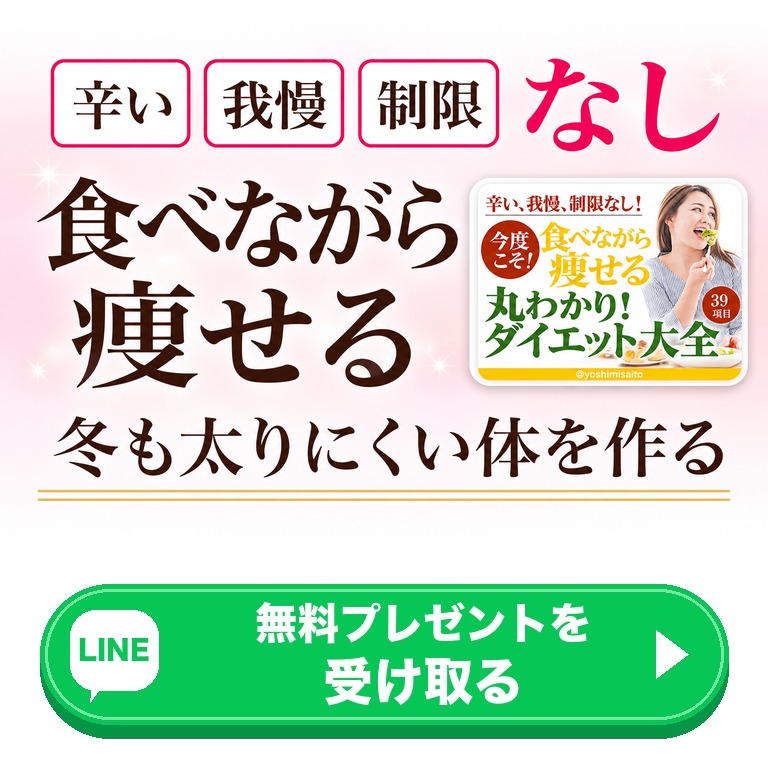 辛い 我慢 制限 なし
食べながら
痩せる
辛い、我慢、制限なし!
今度
こそ!
食べながら
痩せる
丸わかり!
ダイエット大全
39
項目
@yoshimisaito
冬も太りにくい体を作る
LINE
無料プレゼントを
受け取る